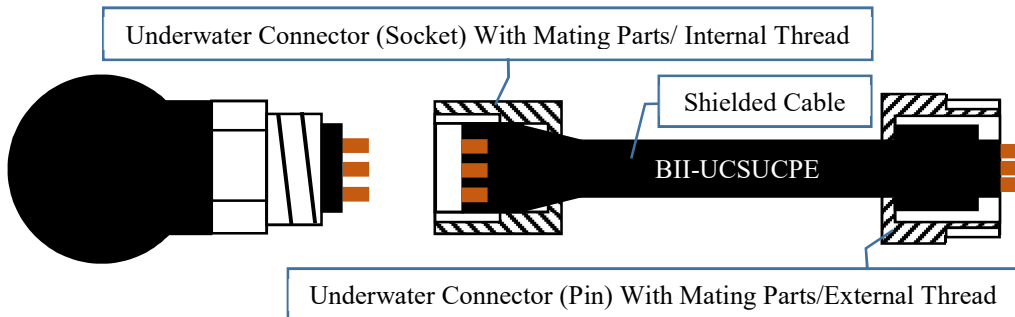 Underwater Connector (Socket) With Mating Parts/ Internal Thread
Shielded Cable
BII-UCSUCPE
Underwater Connector (Pin) With Mating Parts/External Thread